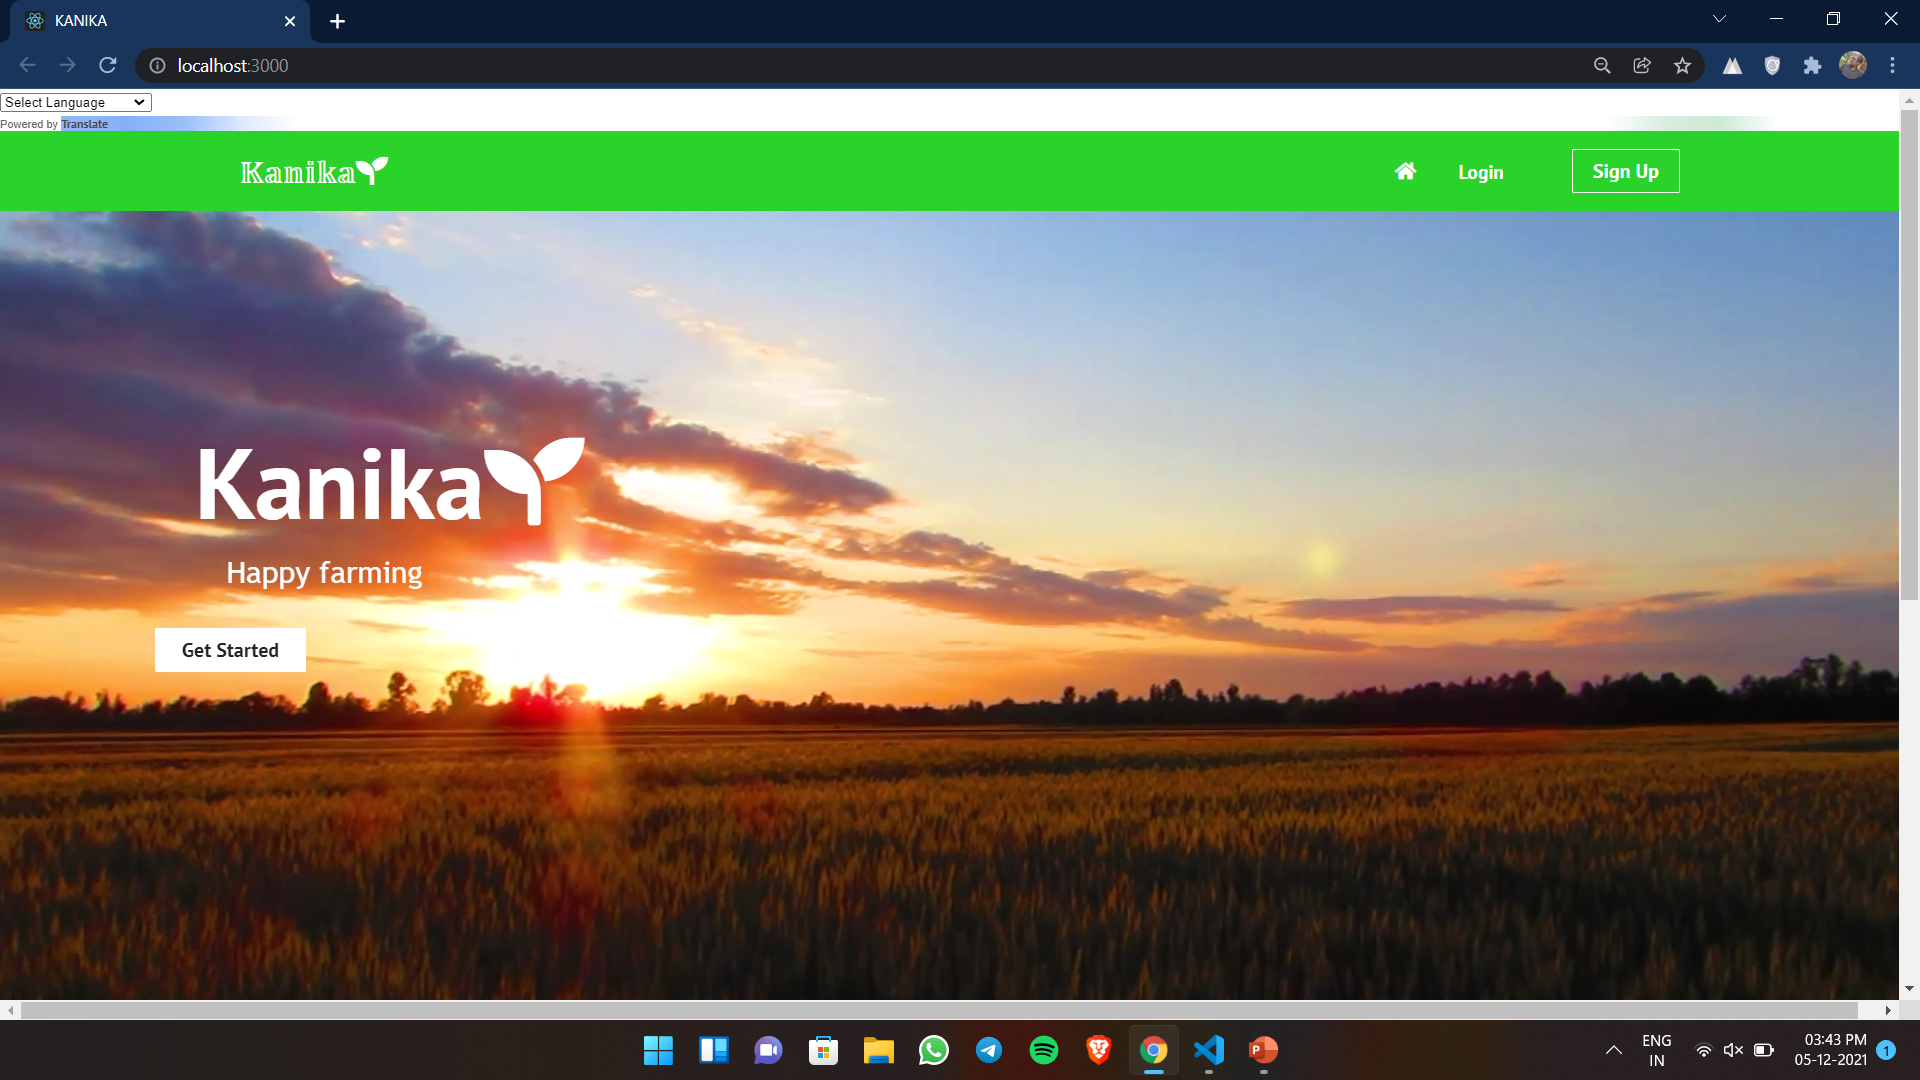 KANIKA
localhost:3000
Select Language
Powered by Translate
Kanika
Login
Sign Up
Kanika
Happy farming
Get Started
ENG
IN
03:43 PM
05-12-2021
1